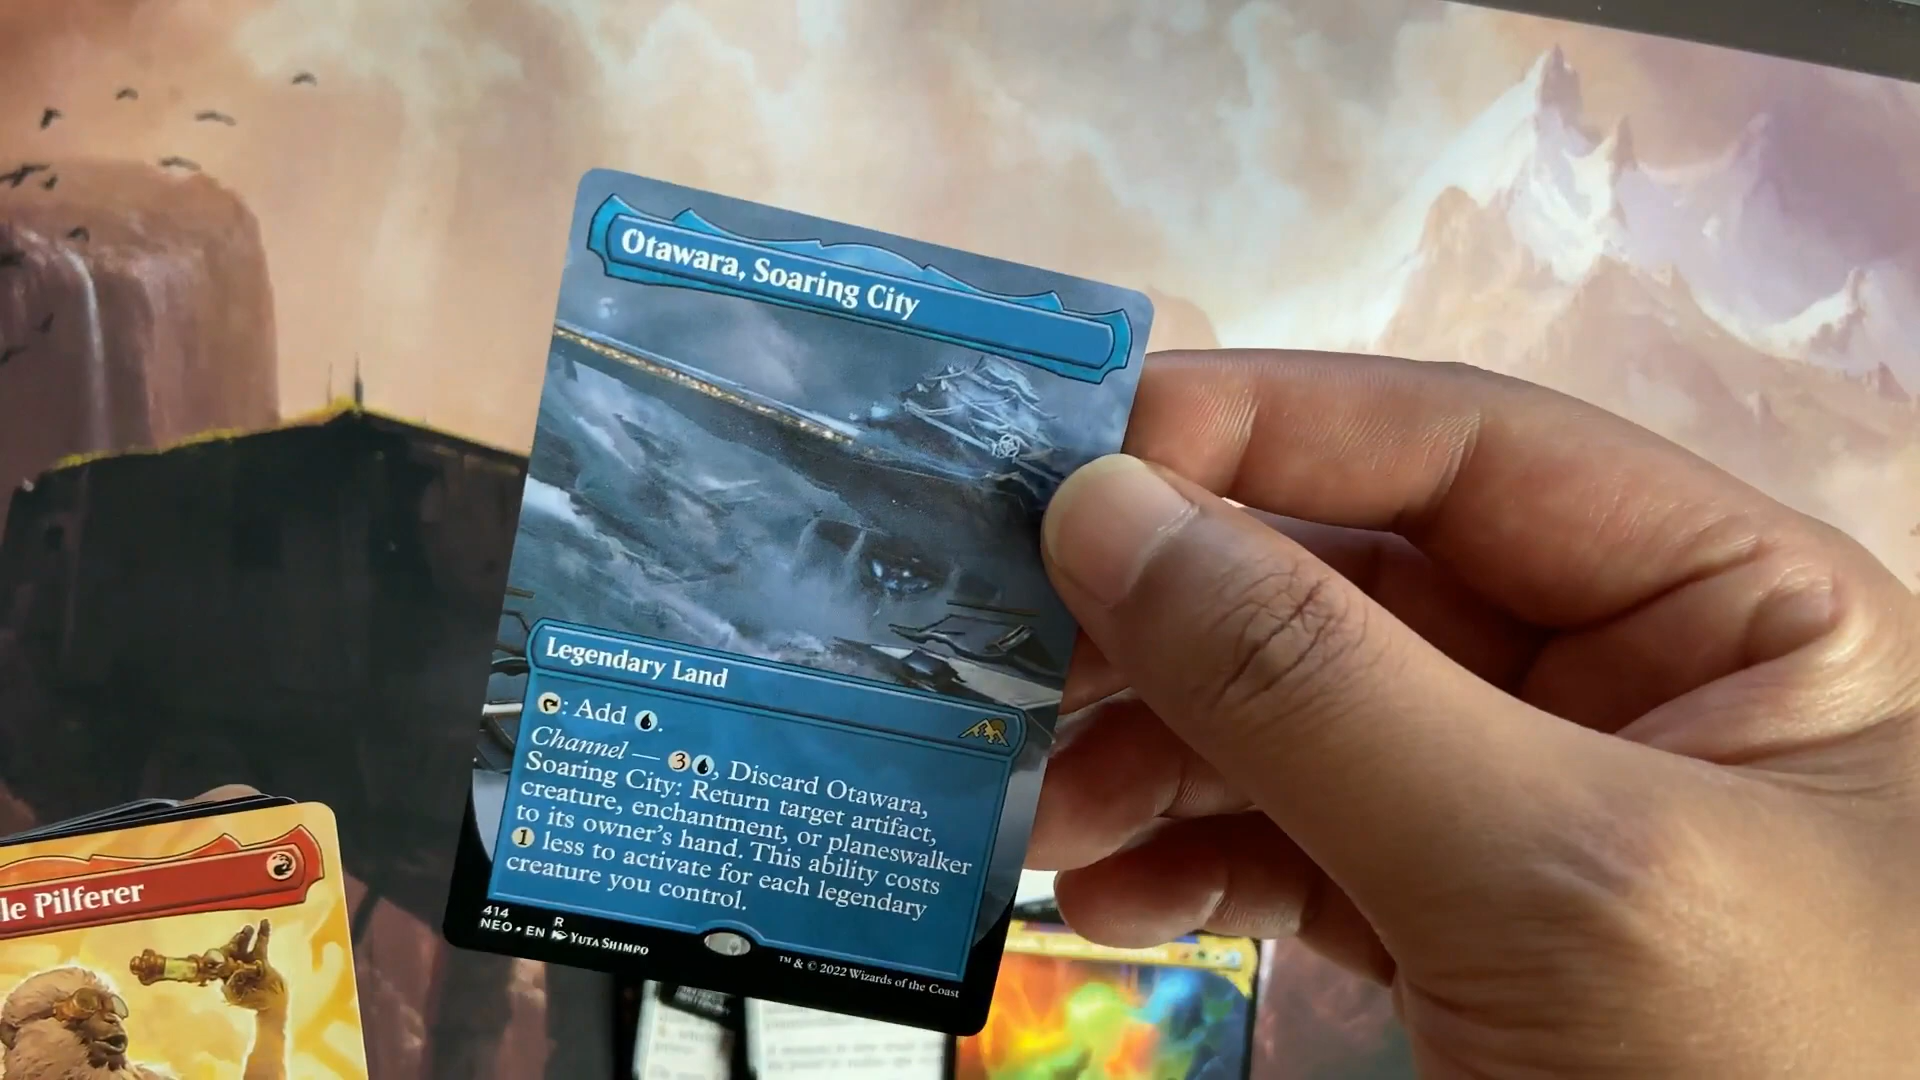 Otawara, Soaring City
Legendary Land
: Add .
Channel — 3, Discard Otawara,
Soaring City: Return target artifact,
creature, enchantment, or planeswalker
to its owner's hand. This ability costs
1 less to activate for each legendary
creature you control.
414 R
NEO • EN Yuta Shimpo
™ & © 2022 Wizards of the Coast
le Pilferer